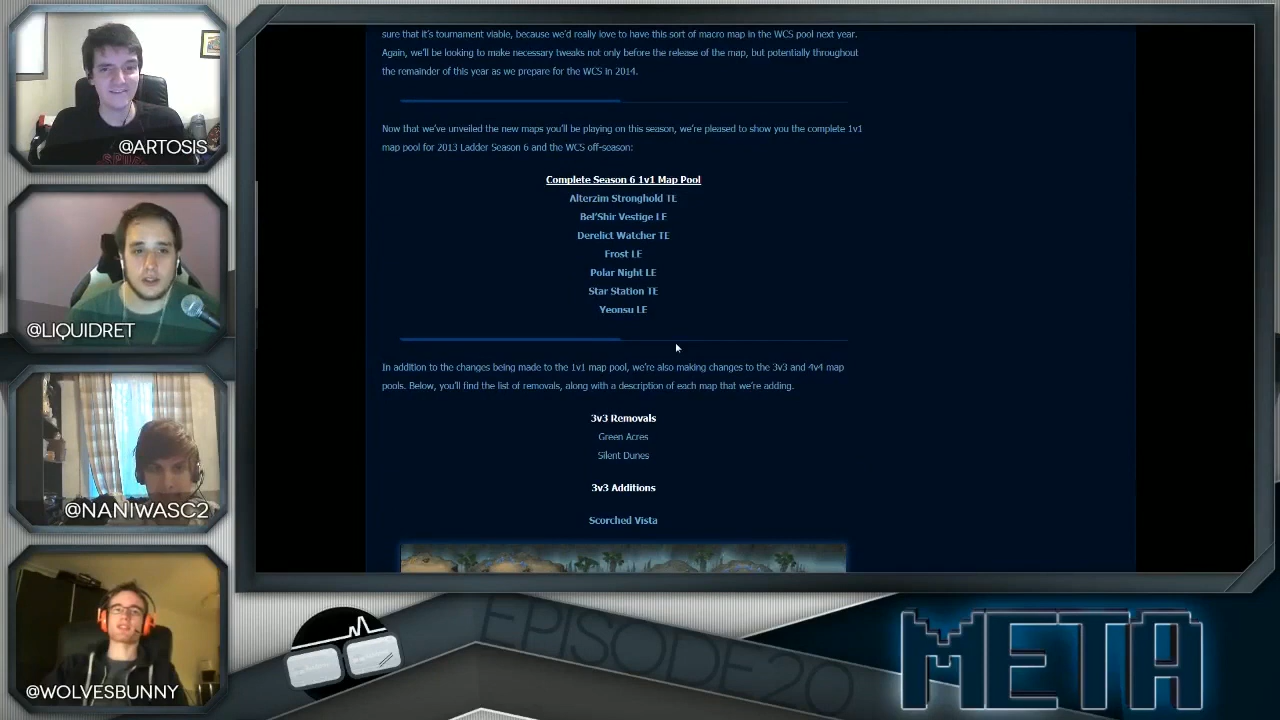 @ARTOSIS
@LIQUIDRET
@NANIWASC2
@WOLVESBUNNY
sure that it's tournament viable, because we'd really love to have this sort of macro map in the WCS pool next year.
Again, we'll be looking to make necessary tweaks not only before the release of the map, but potentially throughout
the remainder of this year as we prepare for the WCS in 2014.
Now that we've unveiled the new maps you'll be playing on this season, we're pleased to show you the complete 1v1
map pool for 2013 Ladder Season 6 and the WCS off-season:
Complete Season 6 1v1 Map Pool
Alterzim Stronghold TE
Bel'Shir Vestige LE
Derelict Watcher TE
Frost LE
Polar Night LE
Star Station TE
Yeonsu LE
In addition to the changes being made to the 1v1 map pool, we're also making changes to the 3v3 and 4v4 map
pools. Below, you'll find the list of removals, along with a description of each map that we're adding.
3v3 Removals
Green Acres
Silent Dunes
3v3 Additions
Scorched Vista
EPISODE20
META